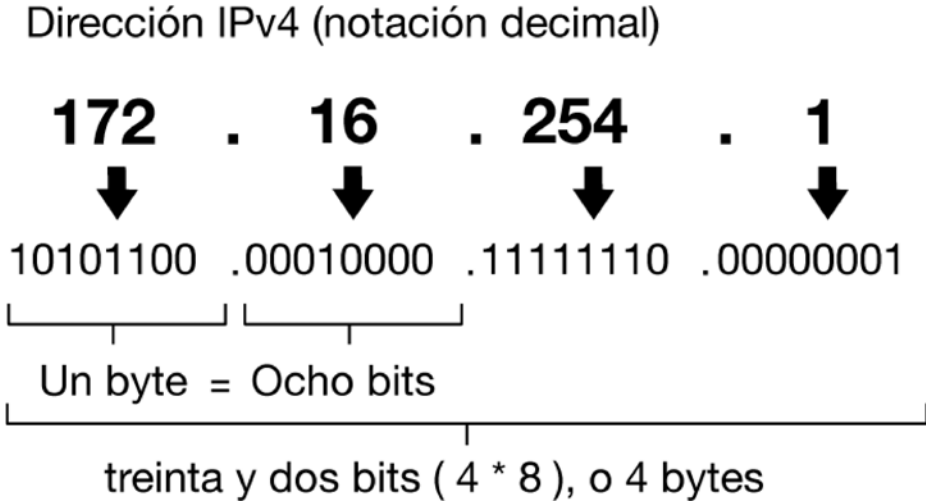 Dirección IPv4 (notación decimal)
172 . 16 . 254 . 1
10101100 .00010000 .11111110 .00000001
Un byte = Ocho bits
treinta y dos bits ( 4 * 8 ), o 4 bytes